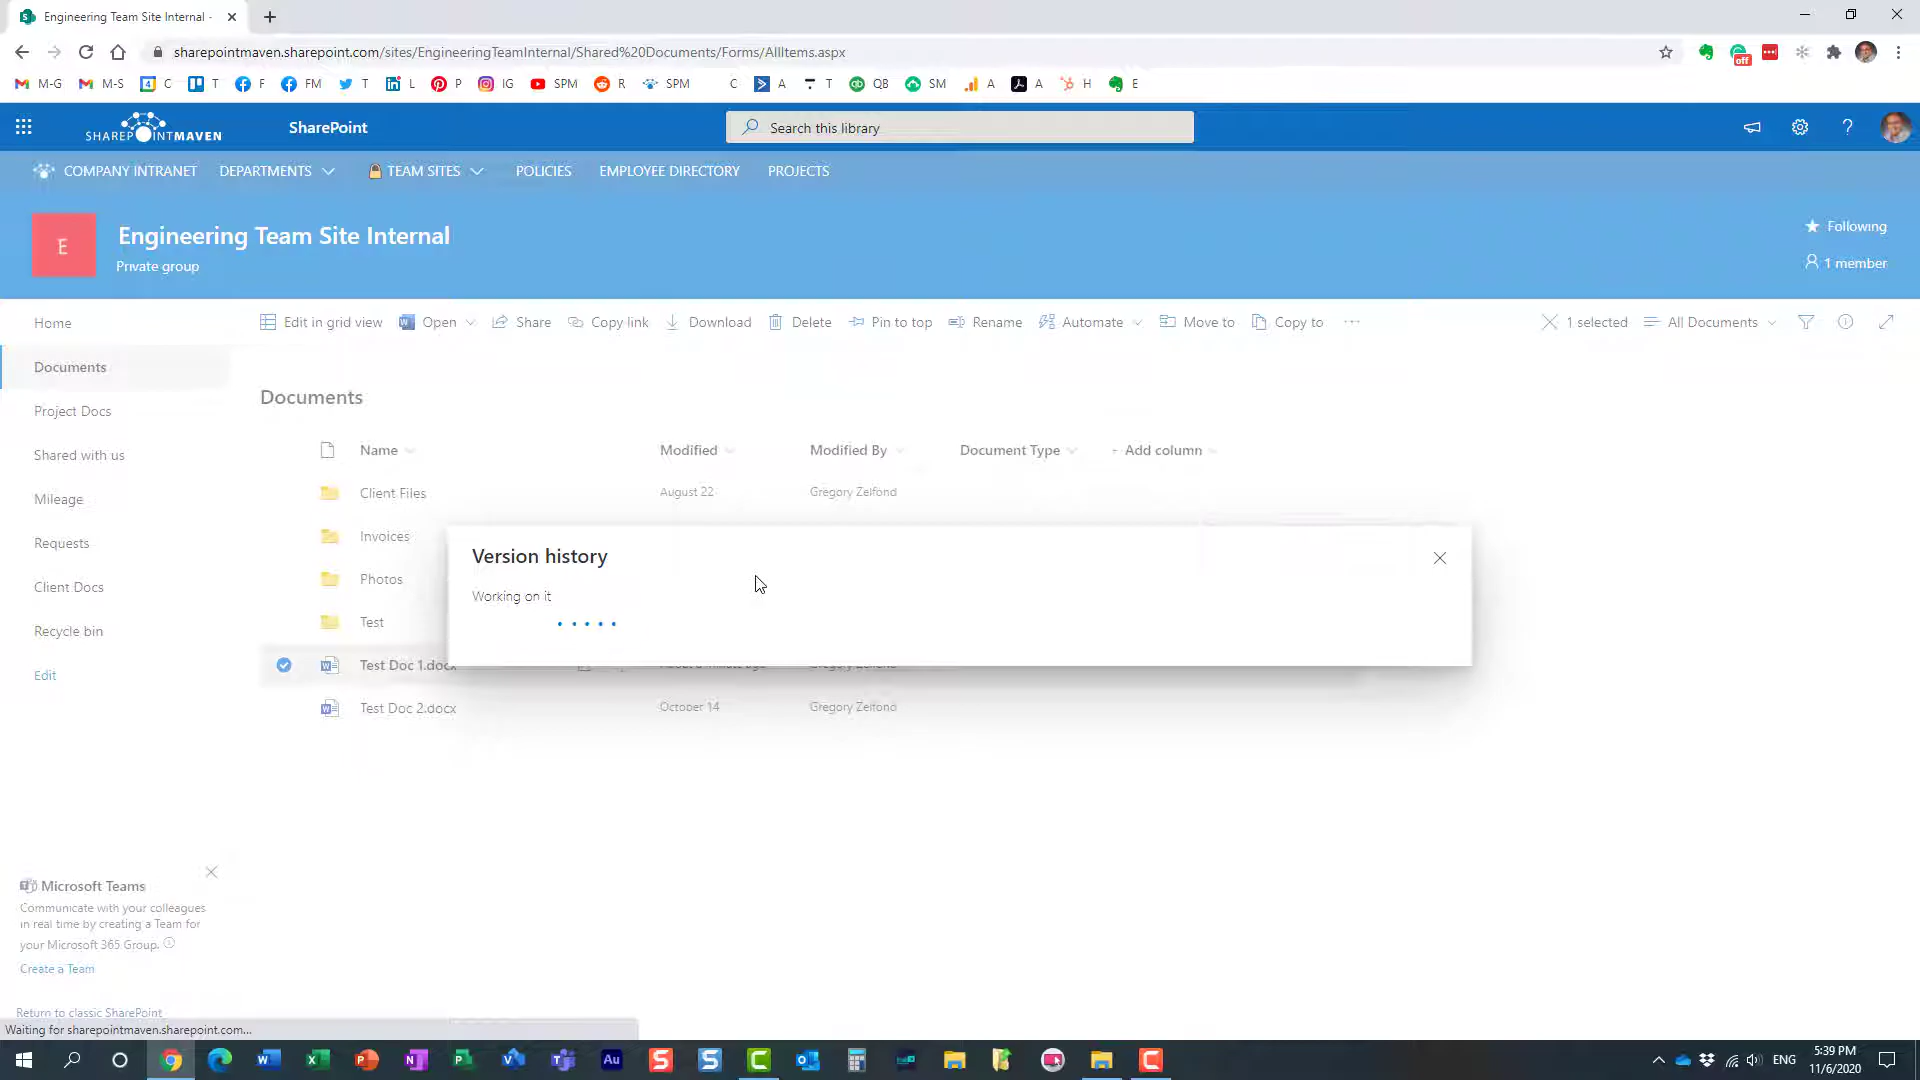 Engineering Team Site Internal -
sharepointmaven.sharepoint.com/sites/EngineeringTeamInternal/Shared%20Documents/Forms/AllItems.aspx
off
M-G M-S C T F FM T L P IG SPM R SPM C A T QB SM A A H E
SHAREPOINTMAVEN SharePoint Search this library
COMPANY INTRANET DEPARTMENTS TEAM SITES POLICIES EMPLOYEE DIRECTORY PROJECTS
E
Engineering Team Site Internal
Private group
Following
1 member
Home
Documents
Project Docs
Shared with us
Mileage
Requests
Client Docs
Recycle bin
Edit
Edit in grid view Open Share Copy link Download Delete Pin to top Rename Automate Move to Copy to ··· 1 selected All Documents
Documents
Name Modified Modified By Document Type Add column
Client Files August 22 Gregory Zelfond
Invoices
Photos
Test
Test Doc 1.docx
Test Doc 2.docx October 14 Gregory Zelfond
Version history
Working on it
Microsoft Teams
Communicate with your colleagues
in real time by creating a Team for
your Microsoft 365 Group.
Create a Team
Return to classic SharePoint
Waiting for sharepointmaven.sharepoint.com...
ENG
5:39 PM
11/6/2020